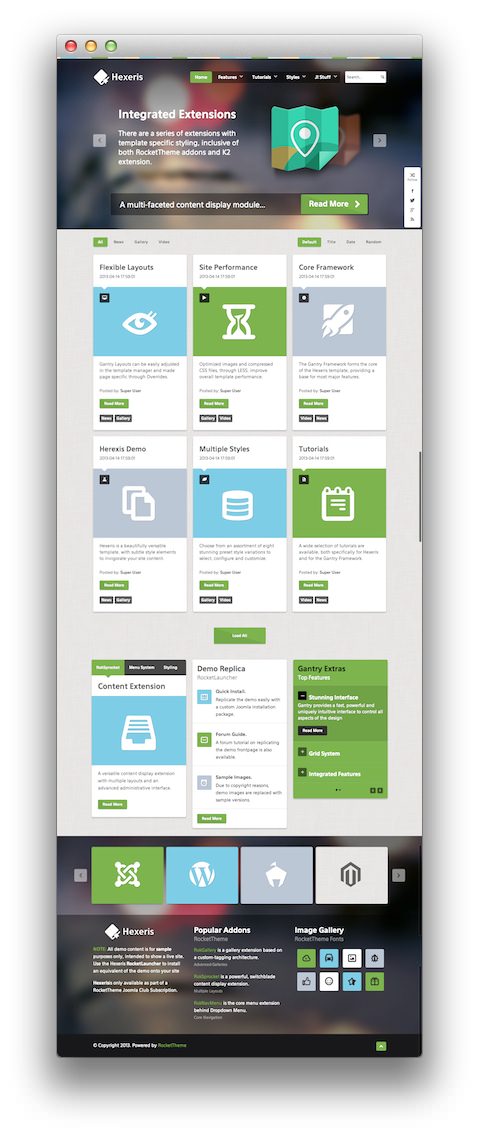 Hexeris
Home Features Tutorials Styles J! Stuff Search...
Integrated Extensions
There are a series of extensions with
template specific styling, inclusive of
both RocketTheme addons and K2
extension.
A multi-faceted content display module...
Read More
All News Gallery Video
Default Title Date Random
Flexible Layouts
2013-04-14 17:59:01
Gantry Layouts can be easily adjusted
in the template manager and made
page specific through Overrides.
Posted by: Super User
Read More
News Gallery
Site Performance
2013-04-14 17:59:01
Optimised images and compressed
CSS files, through LESS, improve
overall template performance.
Posted by: Super User
Read More
Gallery Video
Core Framework
2013-04-14 17:59:01
The Gantry Framework forms the core
of the Hexeris template; providing a
base for most major features.
Posted by: Super User
Read More
Video News
Herexis Demo
2013-04-14 17:59:01
Hexeris is a beautifully versatile
template, with subtle style elements
to invigorate your site content.
Posted by: Super User
Read More
News Gallery
Multiple Styles
2013-04-14 17:59:01
Choose from an assortment of eight
stunning preset style variations to
select, configure and customize.
Posted by: Super User
Read More
Gallery Video
Tutorials
2013-04-14 17:59:01
A wide selection of tutorials are
available, both specifically for Hexeris
and for the Gantry Framework.
Posted by: Super User
Read More
Video News
Load All
RokSprocket Menu System Styling
Content Extension
A versatile content display extension
with multiple layouts and an
advanced administrative interface.
Read More
Demo Replica
RocketLauncher
Quick Install.
Replicate the demo easily with
a custom Joomla installation
package.
Forum Guide.
A forum tutorial on replicating
the demo frontpage is also
available.
Sample Images.
Due to copyright reasons,
demo images are replaced with
sample versions.
Read More
Gantry Extras
Top Features
Stunning Interface
Gantry provides a fast, powerful and
uniquely intuitive interface to control all
aspects of the design
Read More
Grid System
Integrated Features
Hexeris
NOTE: All demo content is for sample
purposes only, intended to show a live site.
Use the Hexeris RocketLauncher to install
an equivalent of the demo onto your site
Hexeris is only available as part of a
RocketTheme Joomla Club Subscription.
Popular Addons
RocketTheme
RokGallery is a gallery extension based on
a custom-tagging architecture.
Advanced Galleries
RokSprocket is a powerful, switchblade
content display extension.
Multiple Layouts
RokNavMenu is the core menu extension
behind Dropdown Menu.
Core Navigation
Image Gallery
RocketTheme Fonts
© Copyright 2013. Powered by RocketTheme